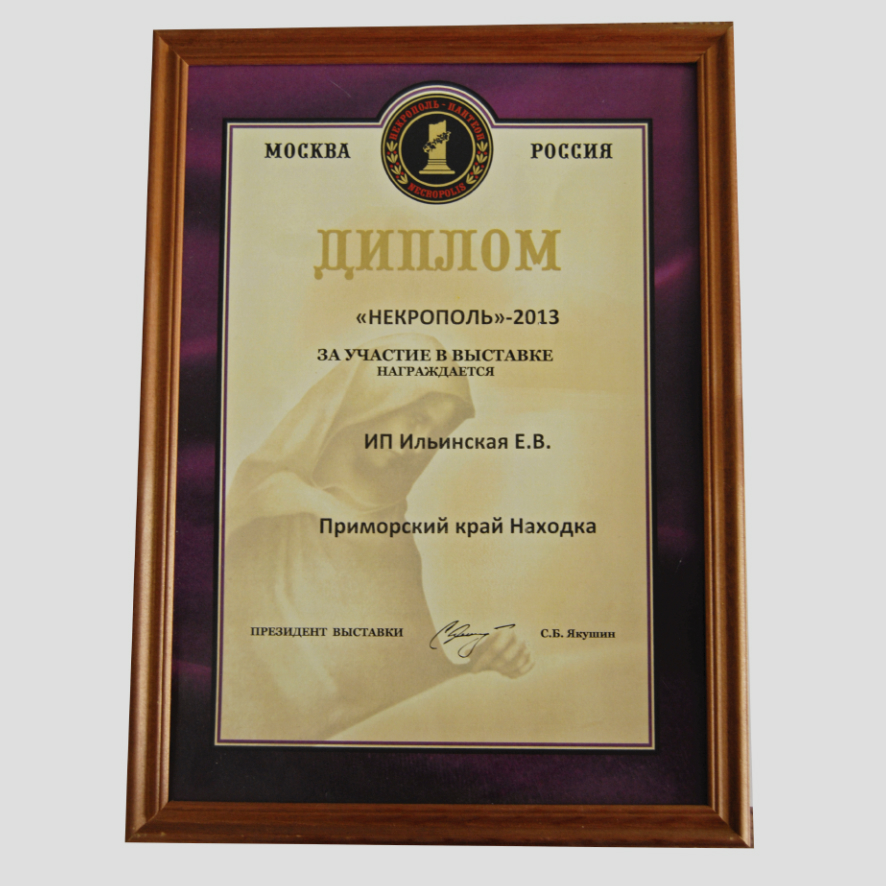 МОСКВА
НЕКРОПОЛЬ - ПАНТЕОН
NECROPOLIS
РОССИЯ
ДИПЛОМ
«НЕКРОПОЛЬ»-2013
ЗА УЧАСТИЕ В ВЫСТАВКЕ
НАГРАЖДАЕТСЯ
ИП Ильинская Е.В.
Приморский край Находка
ПРЕЗИДЕНТ ВЫСТАВКИ
С.Б. Якушин